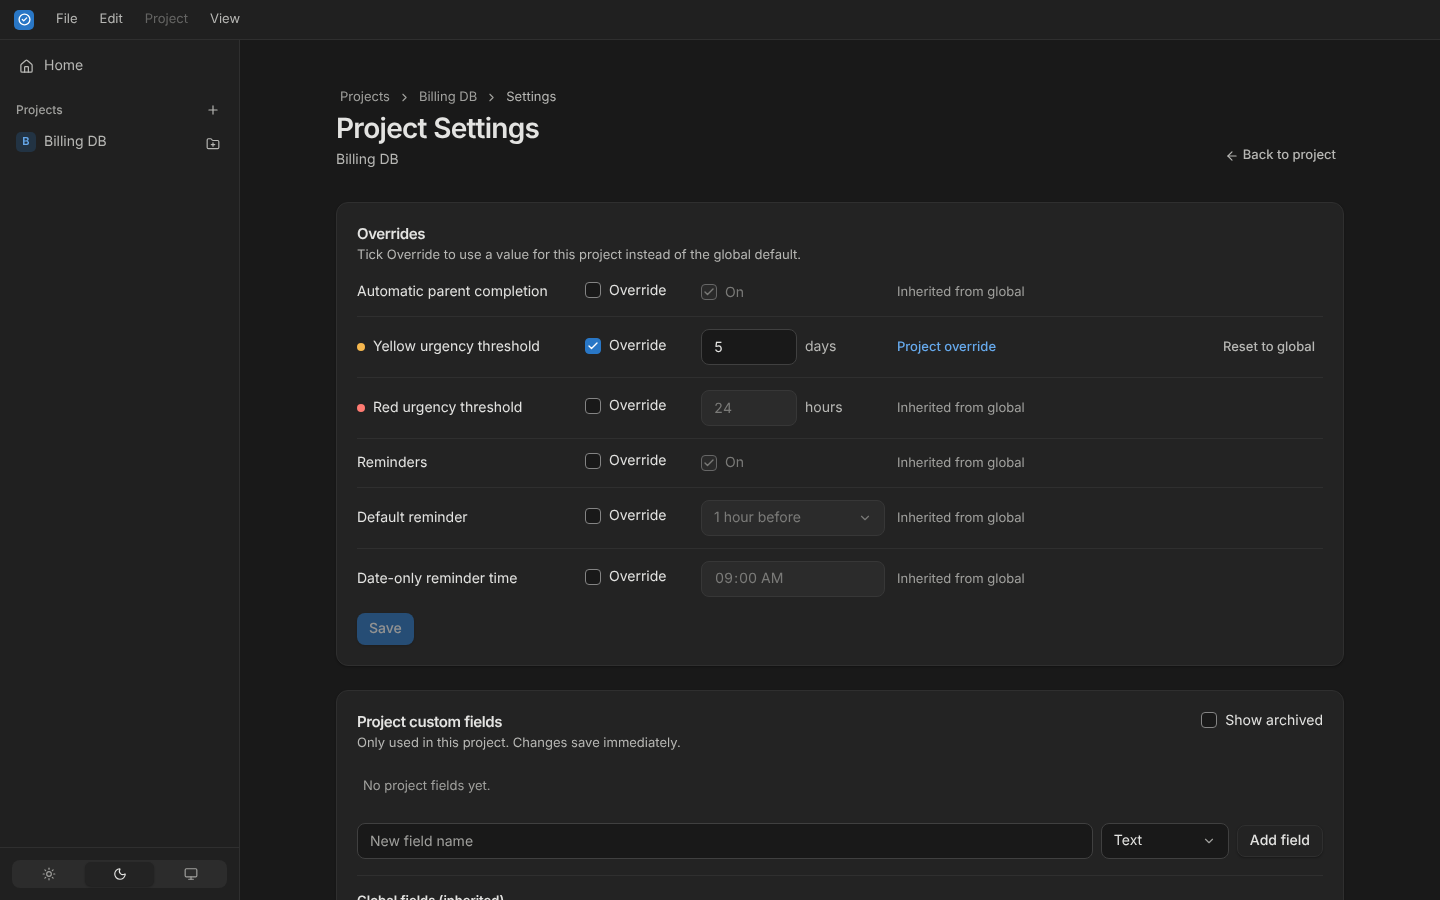 File Edit Project View
Home
Projects
B Billing DB
Projects > Billing DB > Settings
Project Settings
Billing DB
Back to project
Overrides
Tick Override to use a value for this project instead of the global default.
Automatic parent completion Override On Inherited from global
Yellow urgency threshold Override 5 days Project override Reset to global
Red urgency threshold Override 24 hours Inherited from global
Reminders Override On Inherited from global
Default reminder Override 1 hour before Inherited from global
Date-only reminder time Override 09:00 AM Inherited from global
Save
Project custom fields Show archived
Only used in this project. Changes save immediately.
No project fields yet.
New field name Text Add field
Global fields (inherited)